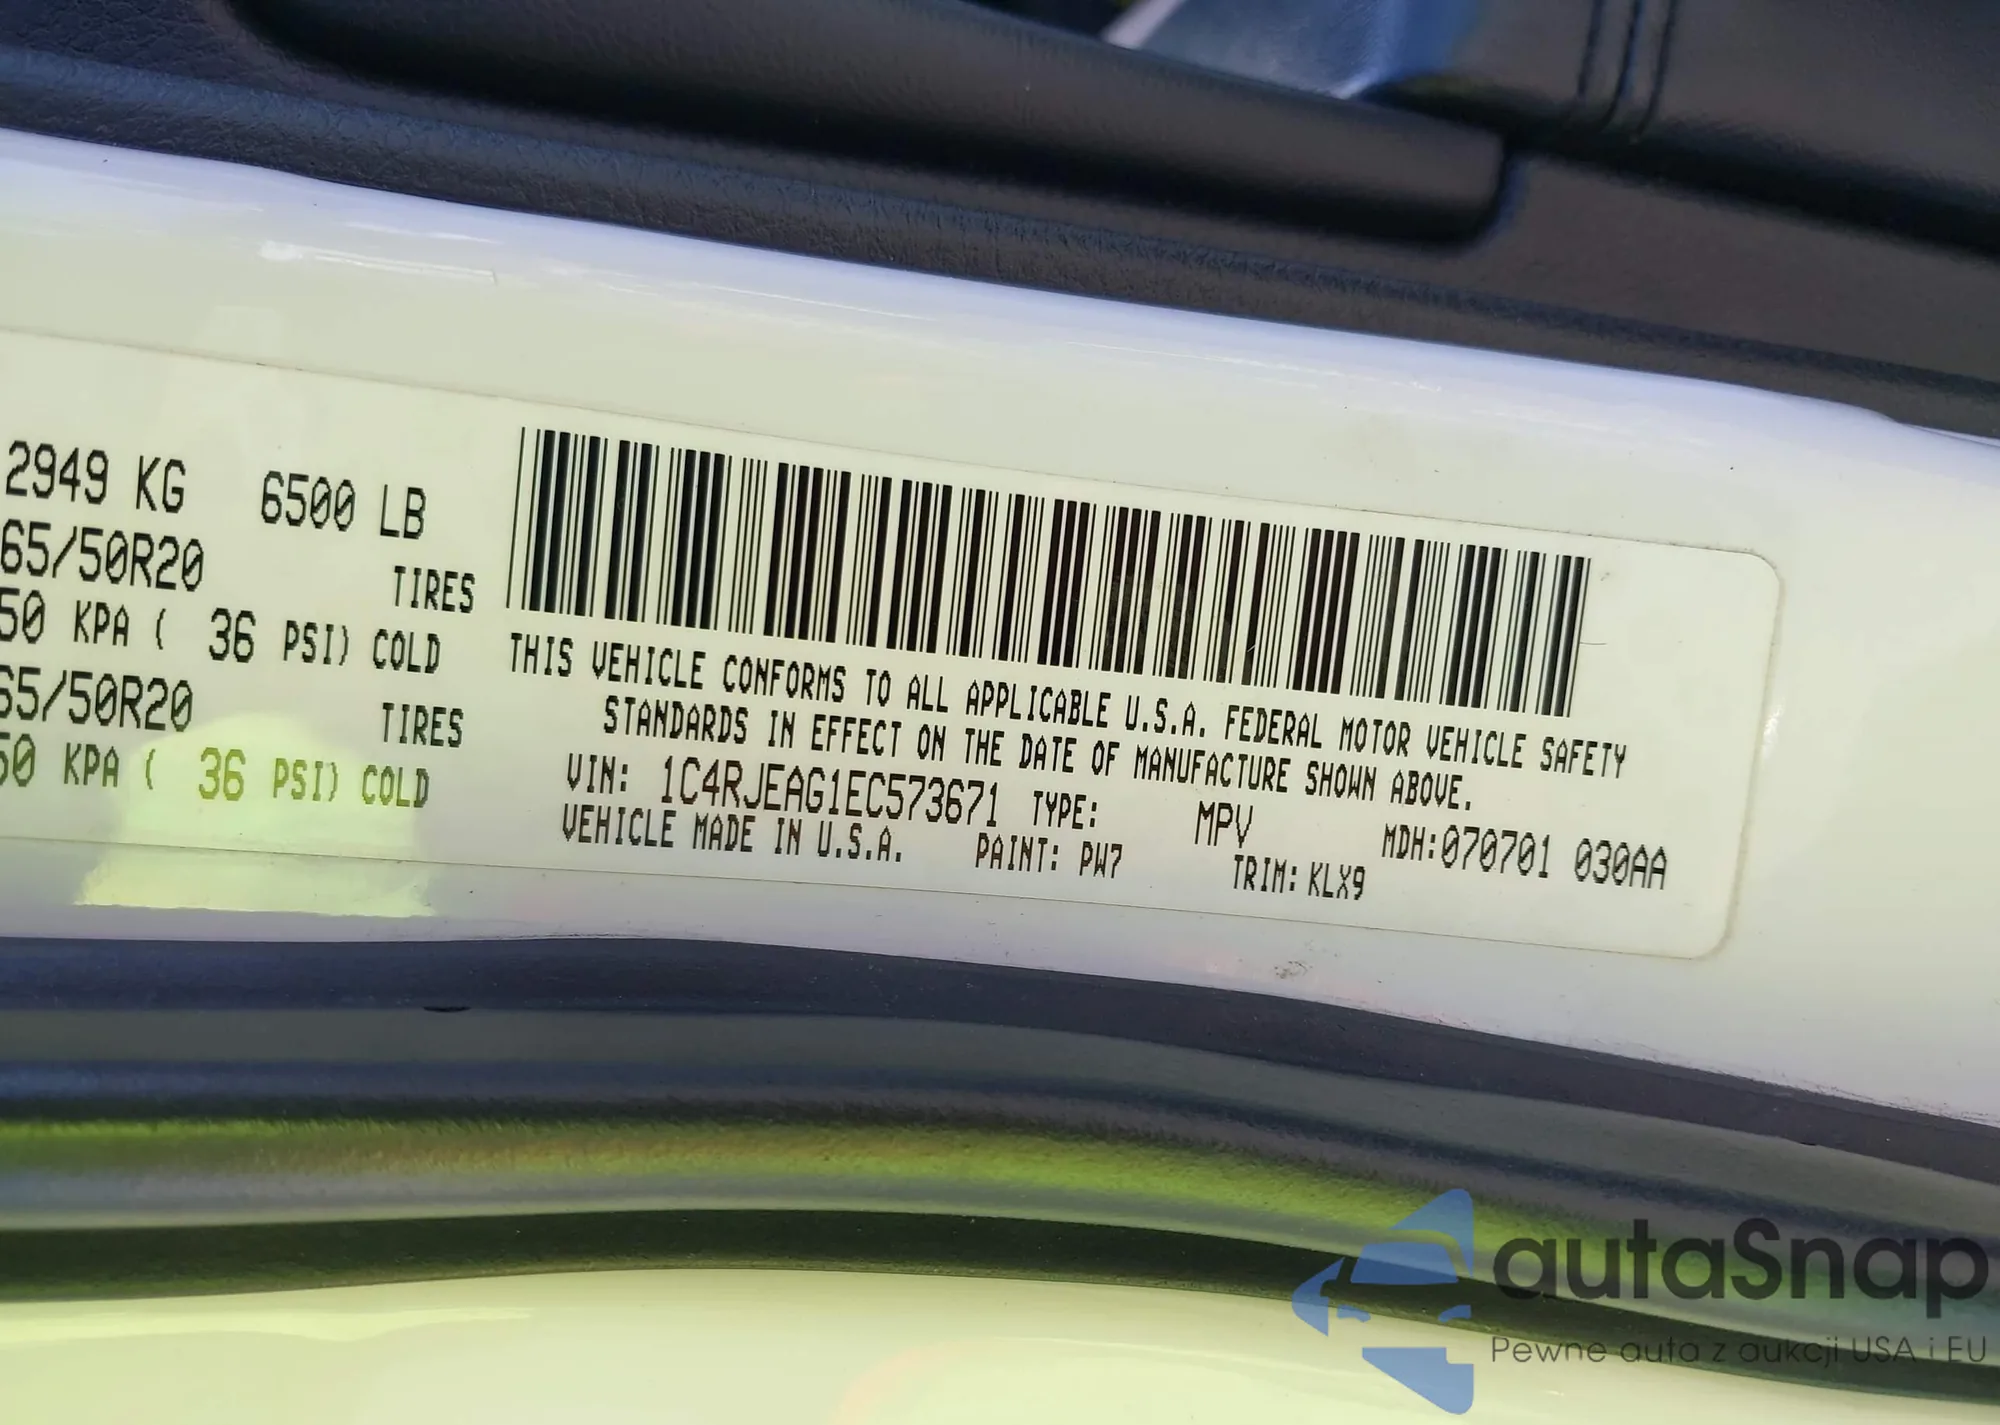 2949 KG 6500 LB
65/50R20 TIRES
50 KPA ( 36 PSI) COLD
65/50R20 TIRES
50 KPA ( 36 PSI) COLD
THIS VEHICLE CONFORMS TO ALL APPLICABLE U.S.A. FEDERAL MOTOR VEHICLE SAFETY
STANDARDS IN EFFECT ON THE DATE OF MANUFACTURE SHOWN ABOVE.
VIN: 1C4RJEAG1EC573671 TYPE: MPV MDH:070701 030AA
VEHICLE MADE IN U.S.A. PAINT: PW7 TRIM: KLX9
autaSnap
Pewne auta z aukcji USA i EU